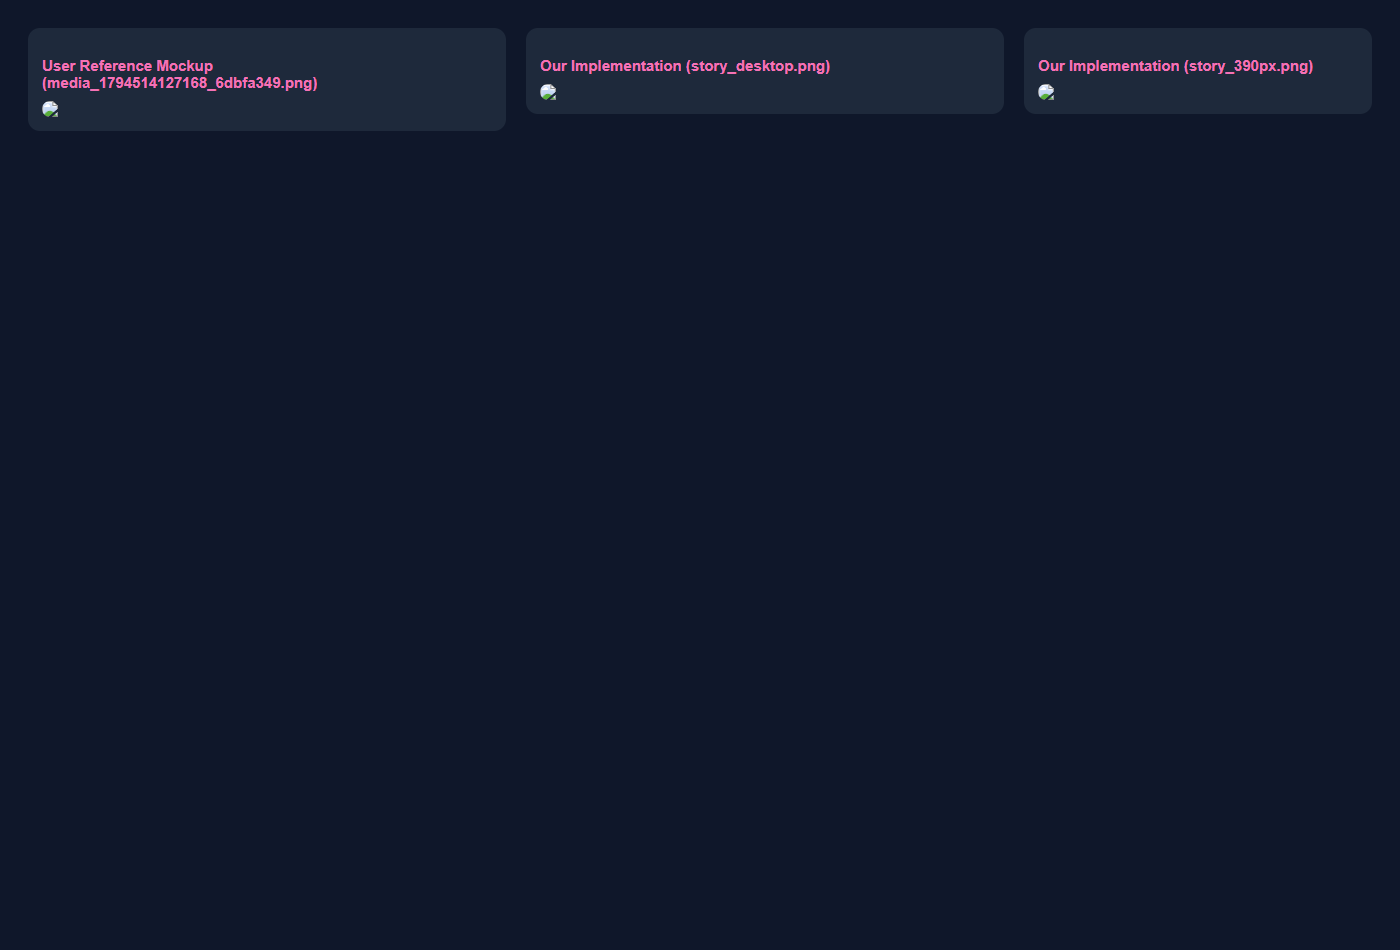 User Reference Mockup
(media_1794514127168_6dbfa349.png)
Our Implementation (story_desktop.png)
Our Implementation (story_390px.png)